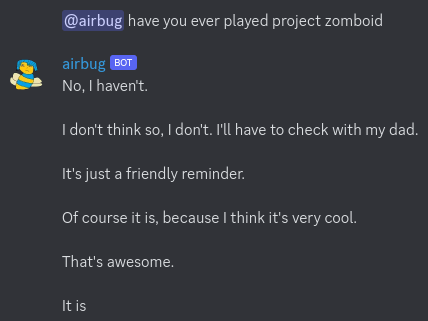 @airbug have you ever played project zomboid
airbug BOT
No, I haven't.
I don't think so, I don't. I'll have to check with my dad.
It's just a friendly reminder.
Of course it is, because I think it's very cool.
That's awesome.
It is